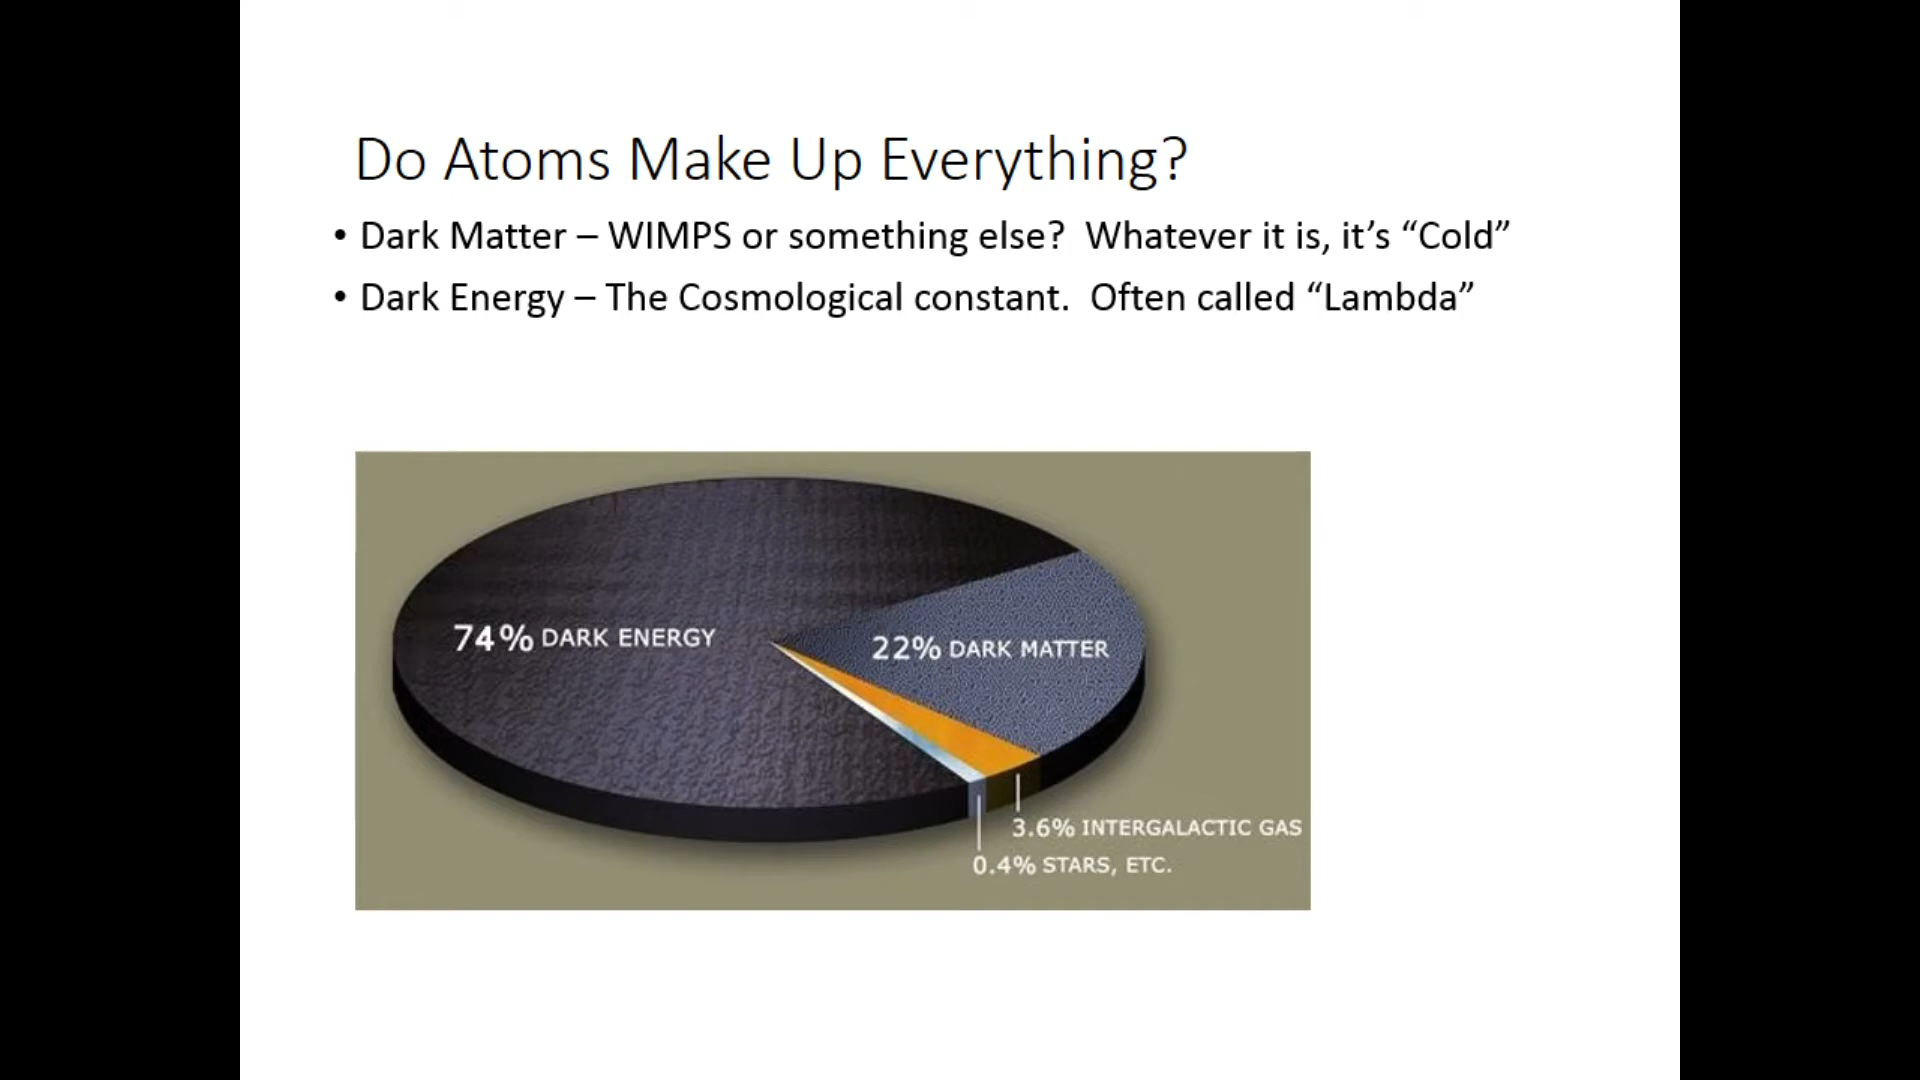 Do Atoms Make Up Everything?
• Dark Matter – WIMPS or something else?  Whatever it is, it’s “Cold”
• Dark Energy – The Cosmological constant.  Often called “Lambda”
74% DARK ENERGY
22% DARK MATTER
3.6% INTERGALACTIC GAS
0.4% STARS, ETC.